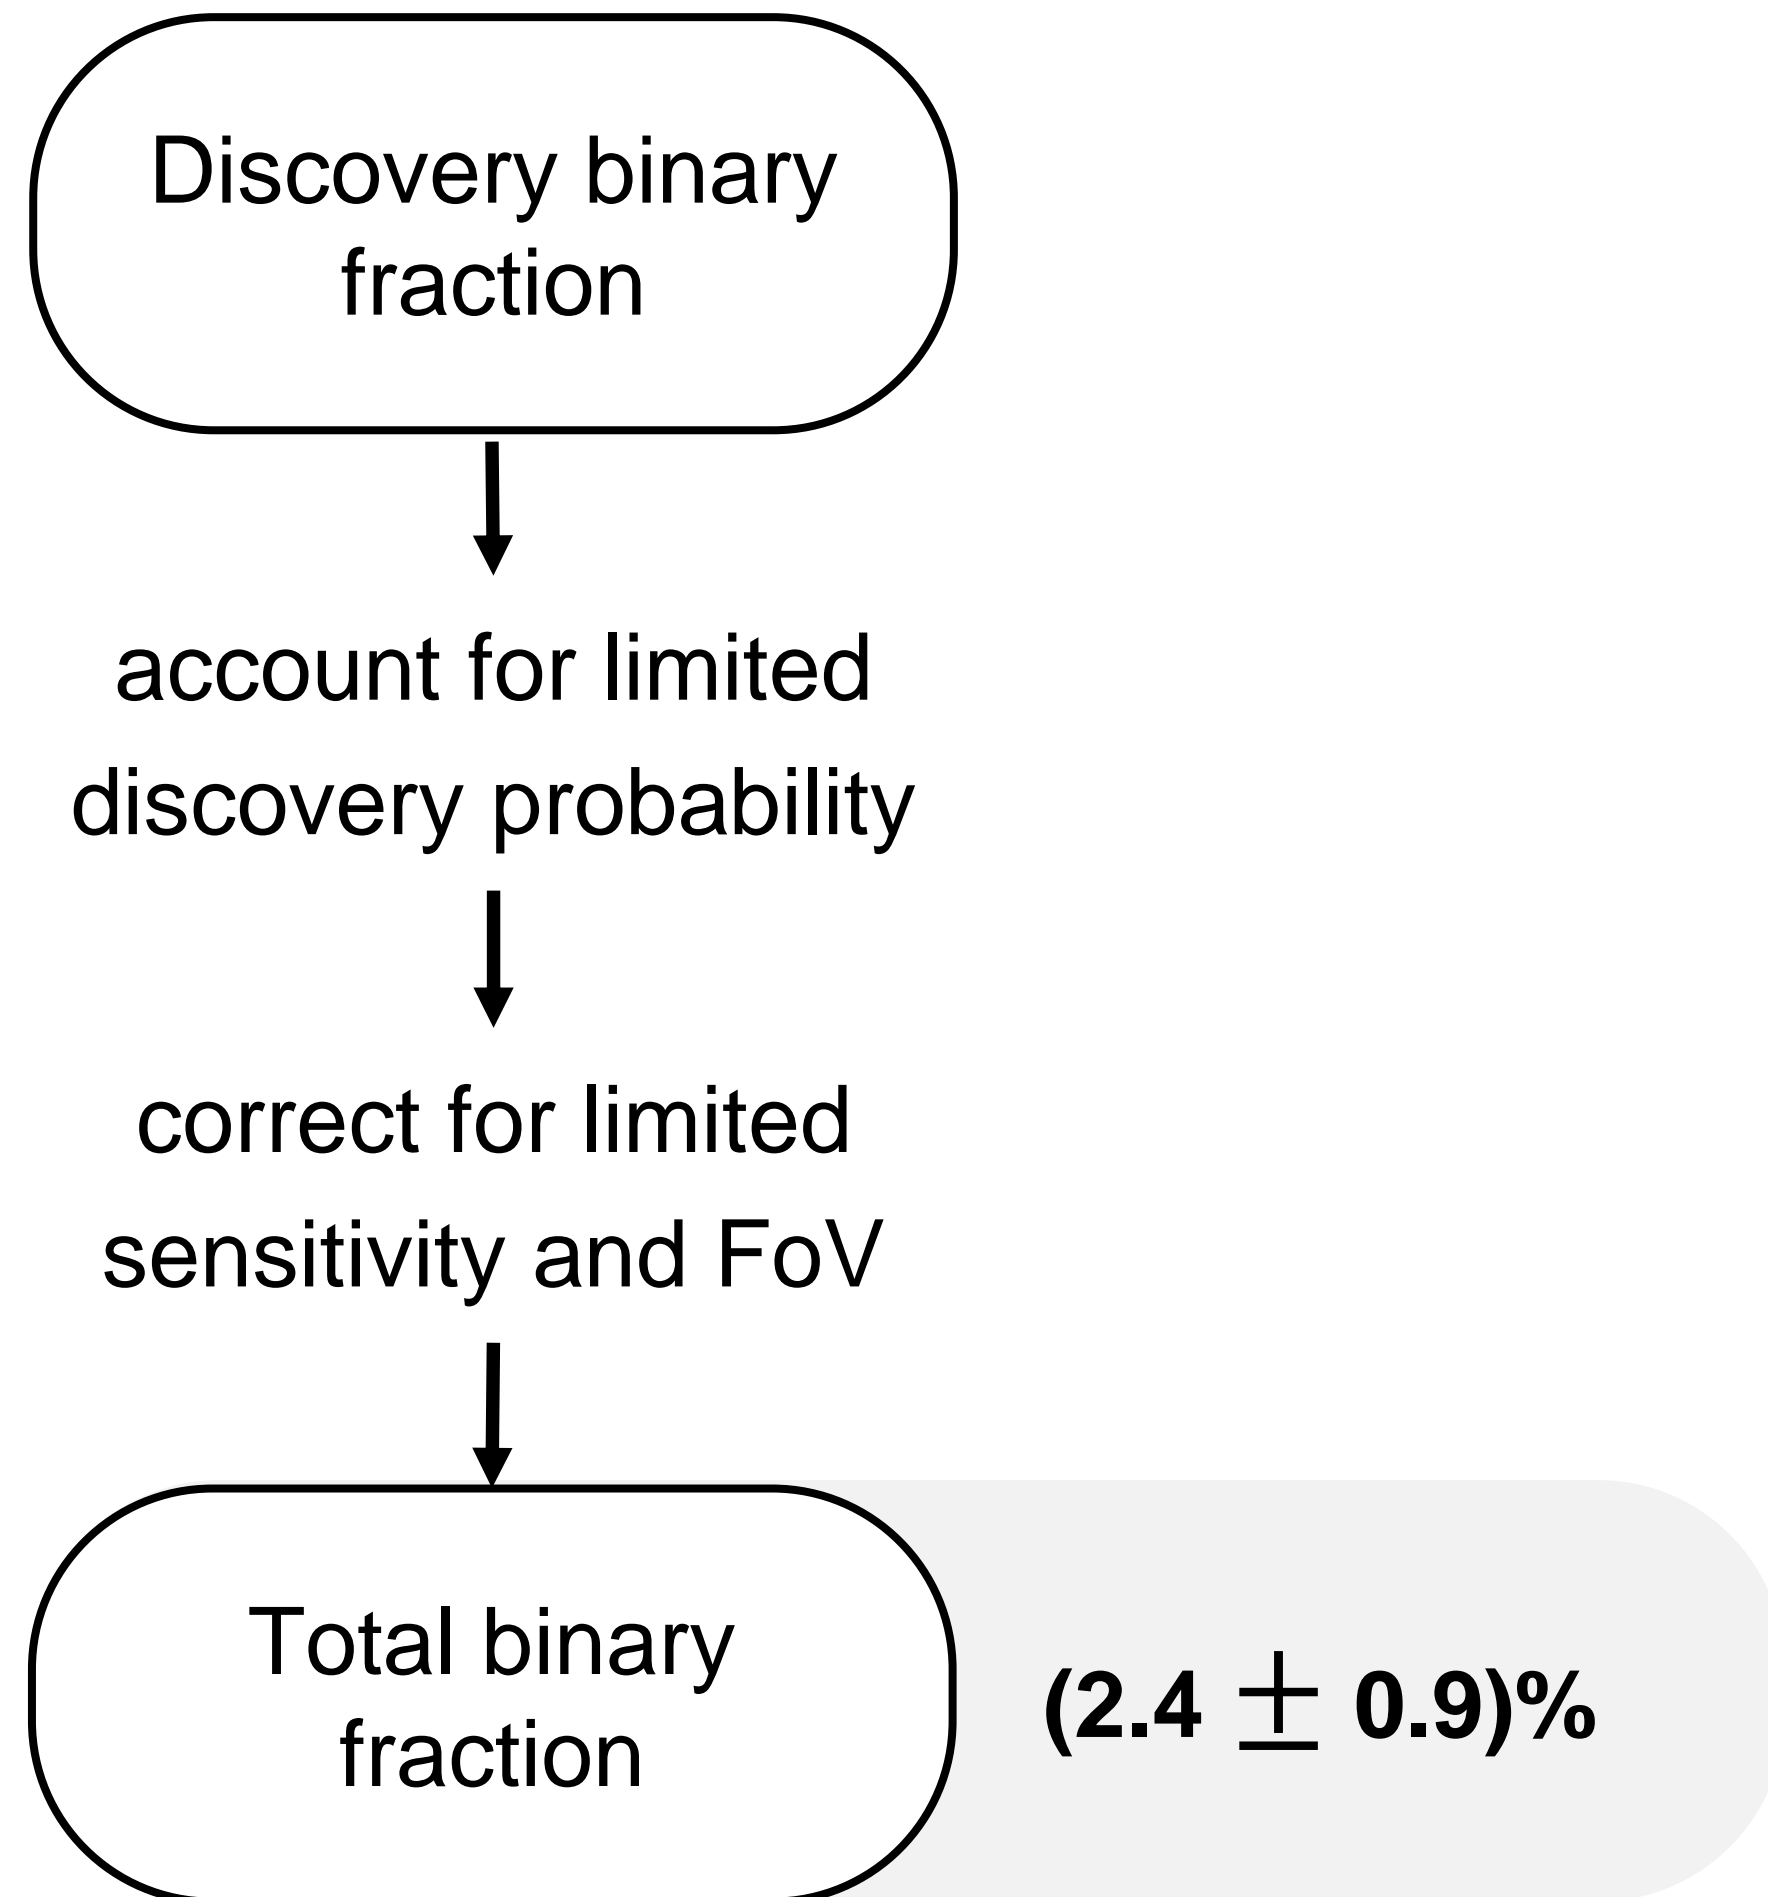 Discovery binary
fraction
account for limited
discovery probability
correct for limited
sensitivity and FoV
Total binary
fraction
(2.4 ± 0.9)%